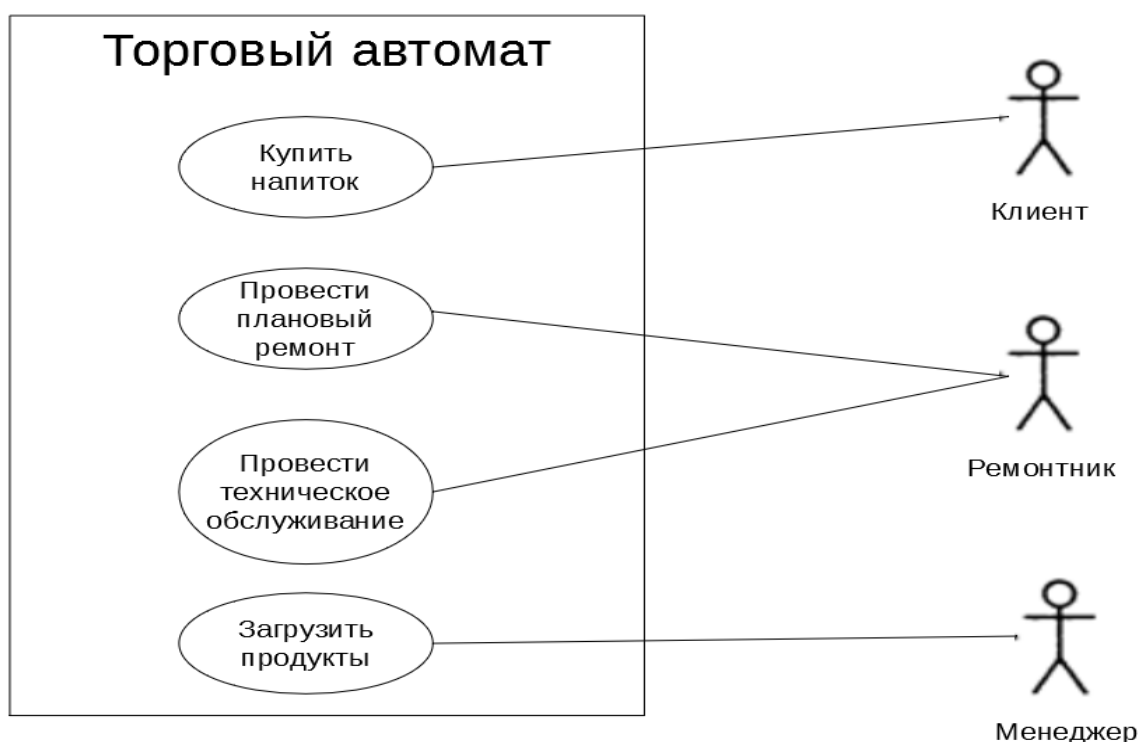 Торговый автомат
Купить
напиток
Клиент
Провести
плановый
ремонт
Ремонтник
Провести
техническое
обслуживание
Загрузить
продукты
Менеджер